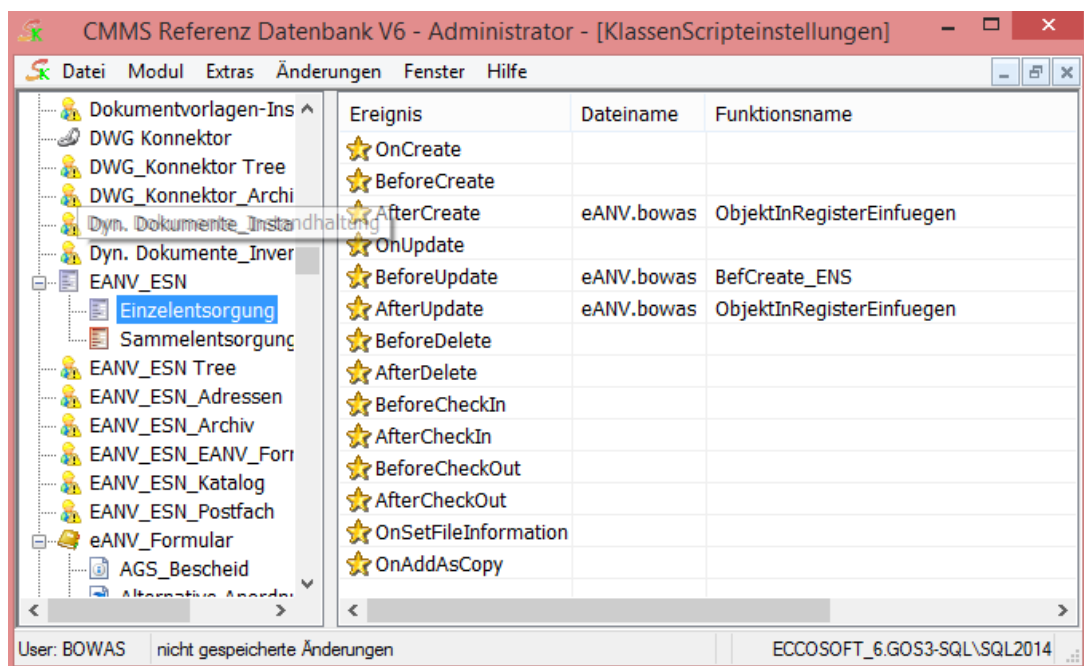 CMMS Referenz Datenbank V6 - Administrator - [KlassenScripteinstellungen]
Datei Modul Extras Änderungen Fenster Hilfe
Dokumentvorlagen-Ins
DWG Konnektor
DWG_Konnektor Tree
DWG_Konnektor_Archi
Dyn. Dokumente_Instandhaltung
Dyn. Dokumente_Inver
EANV_ESN
Einzelentsorgung
Sammelentsorgung
EANV_ESN Tree
EANV_ESN_Adressen
EANV_ESN_Archiv
EANV_ESN_EANV_Forr
EANV_ESN_Katalog
EANV_ESN_Postfach
eANV_Formular
AGS_Bescheid
Ereignis Dateiname Funktionsname
OnCreate
BeforeCreate
AfterCreate eANV.bowas ObjektInRegisterEinfuegen
OnUpdate
BeforeUpdate eANV.bowas BefCreate_ENS
AfterUpdate eANV.bowas ObjektInRegisterEinfuegen
BeforeDelete
AfterDelete
BeforeCheckIn
AfterCheckIn
BeforeCheckOut
AfterCheckOut
OnSetFileInformation
OnAddAsCopy
User: BOWAS nicht gespeicherte Änderungen ECCOSOFT_6.GOS3-SQL\SQL2014